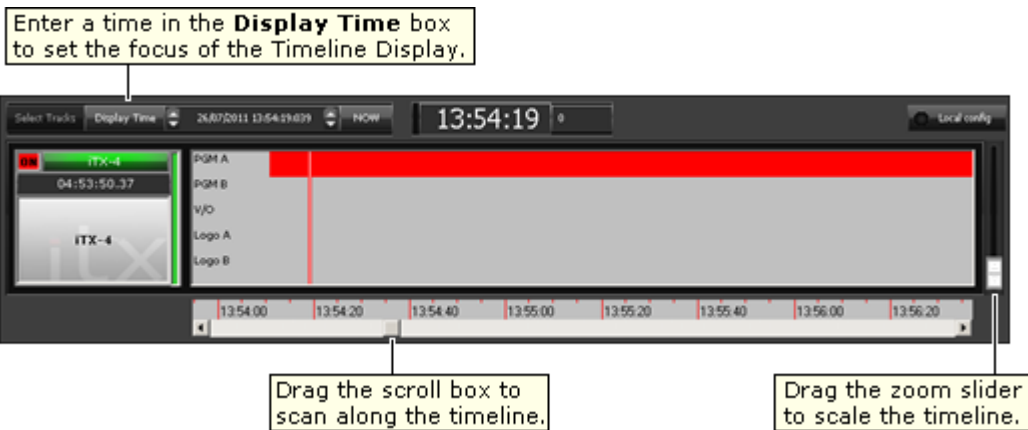 Enter a time in the Display Time box
to set the focus of the Timeline Display.
Select Tracks Display Time 26/07/2011 13:54:19.039 NOW 13:54:19 0 Local config
ON iTX-4
04:53:50.37
iTX-4
itx
PGM A
PGM B
V/O
Logo A
Logo B
13:54:00 13:54:20 13:54:40 13:55:00 13:55:20 13:55:40 13:56:00 13:56:20
Drag the scroll box to
scan along the timeline.
Drag the zoom slider
to scale the timeline.